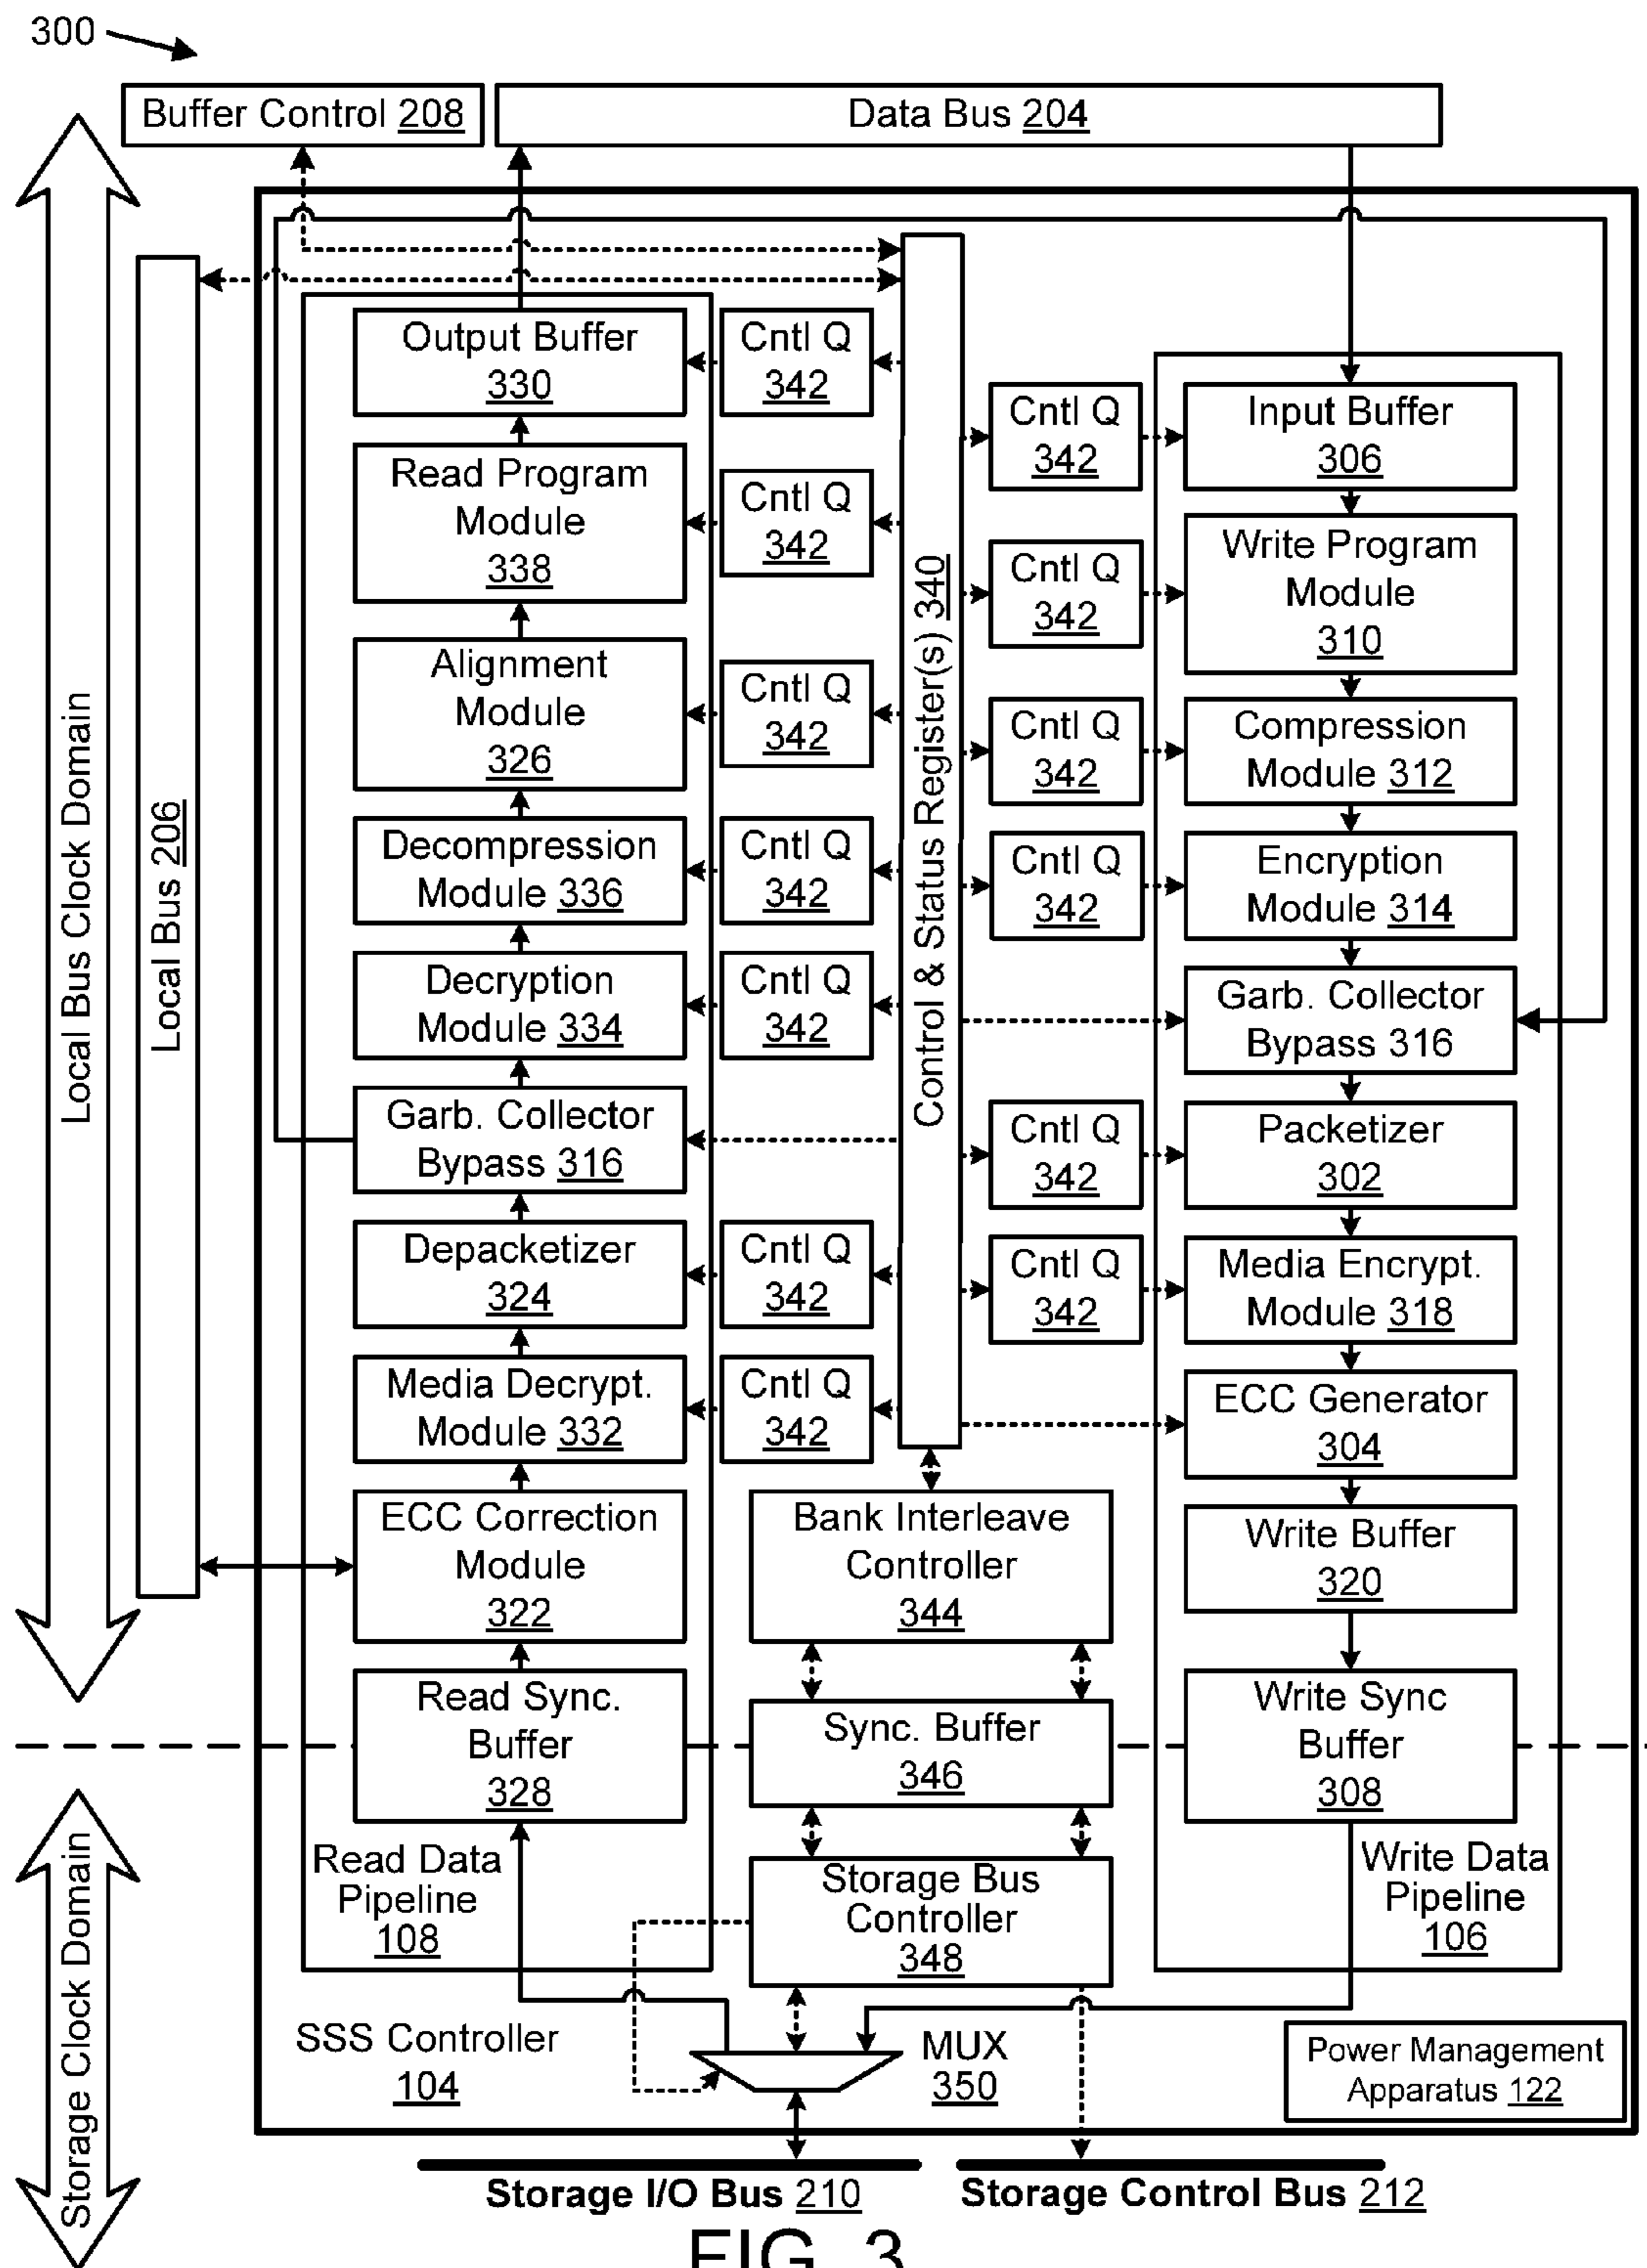 300
Buffer Control 208
Data Bus 204
Local Bus Clock Domain
Local Bus 206
Output Buffer
330
Read Program
Module
338
Alignment
Module
326
Decompression
Module 336
Decryption
Module 334
Garb. Collector
Bypass 316
Depacketizer
324
Media Decrypt.
Module 332
ECC Correction
Module
322
Read Sync.
Buffer
328
Read Data
Pipeline
108
Cntl Q
342
Cntl Q
342
Cntl Q
342
Cntl Q
342
Cntl Q
342
Cntl Q
342
Cntl Q
342
Control & Status Register(s) 340
Cntl Q
342
Cntl Q
342
Cntl Q
342
Cntl Q
342
Cntl Q
342
Cntl Q
342
Input Buffer
306
Write Program
Module
310
Compression
Module 312
Encryption
Module 314
Garb. Collector
Bypass 316
Packetizer
302
Media Encrypt.
Module 318
ECC Generator
304
Write Buffer
320
Write Sync
Buffer
308
Write Data
Pipeline
106
Bank Interleave
Controller
344
Sync. Buffer
346
Storage Bus
Controller
348
Storage Clock Domain
SSS Controller
104
MUX
350
Power Management
Apparatus 122
Storage I/O Bus 210
Storage Control Bus 212
FIG. 3